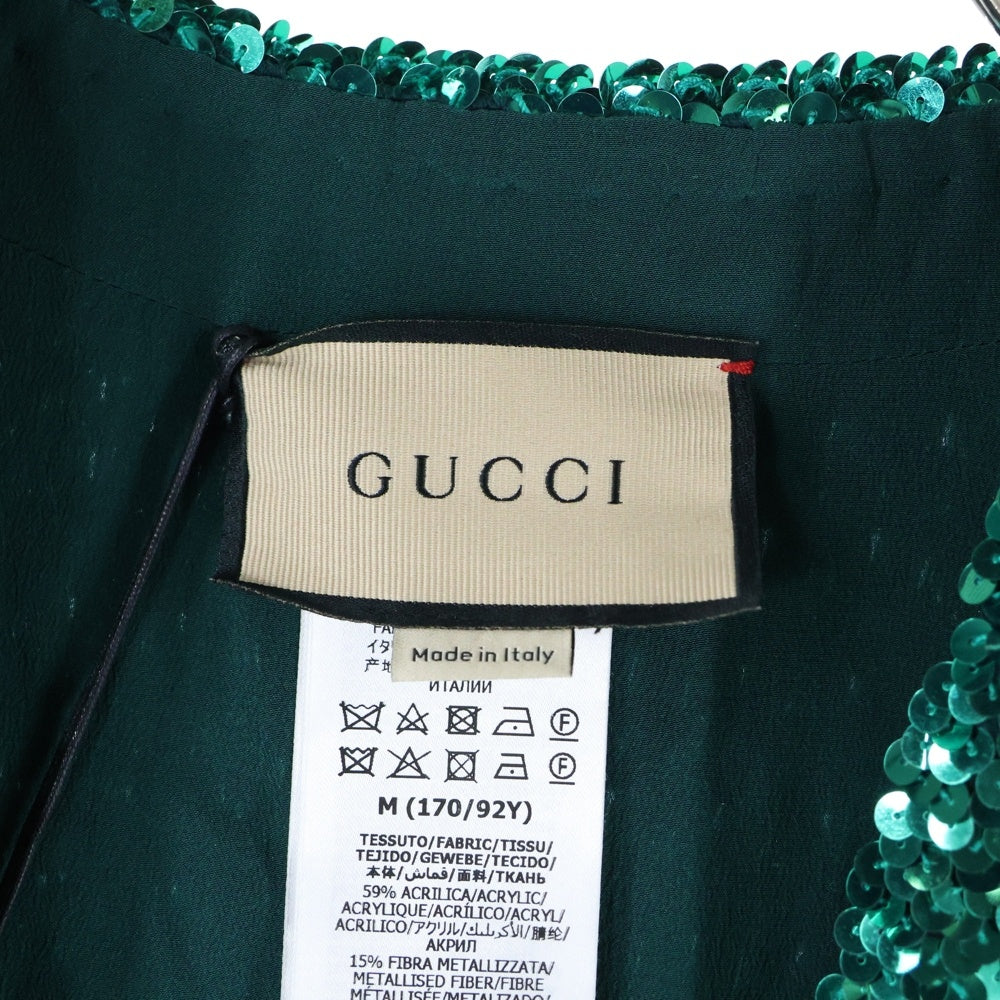 GUCCI
Made in Italy
ИТАЛИИ
F
F
M (170/92Y)
TESSUTO/FABRIC/TISSU/
TEJIDO/GEWEBE/TECIDO/
本体/قماش/面料/ТКАНЬ
59% ACRILICA/ACRYLIC/
ACRYLIQUE/ACRÍLICO/ACRYL/
ACRILICO/アクリル/الأكريليك/腈纶/
АКРИЛ
15% FIBRA METALLIZZATA/
METALLISED FIBER/FIBRE
MÉTALLISÉE/METALIZADO/